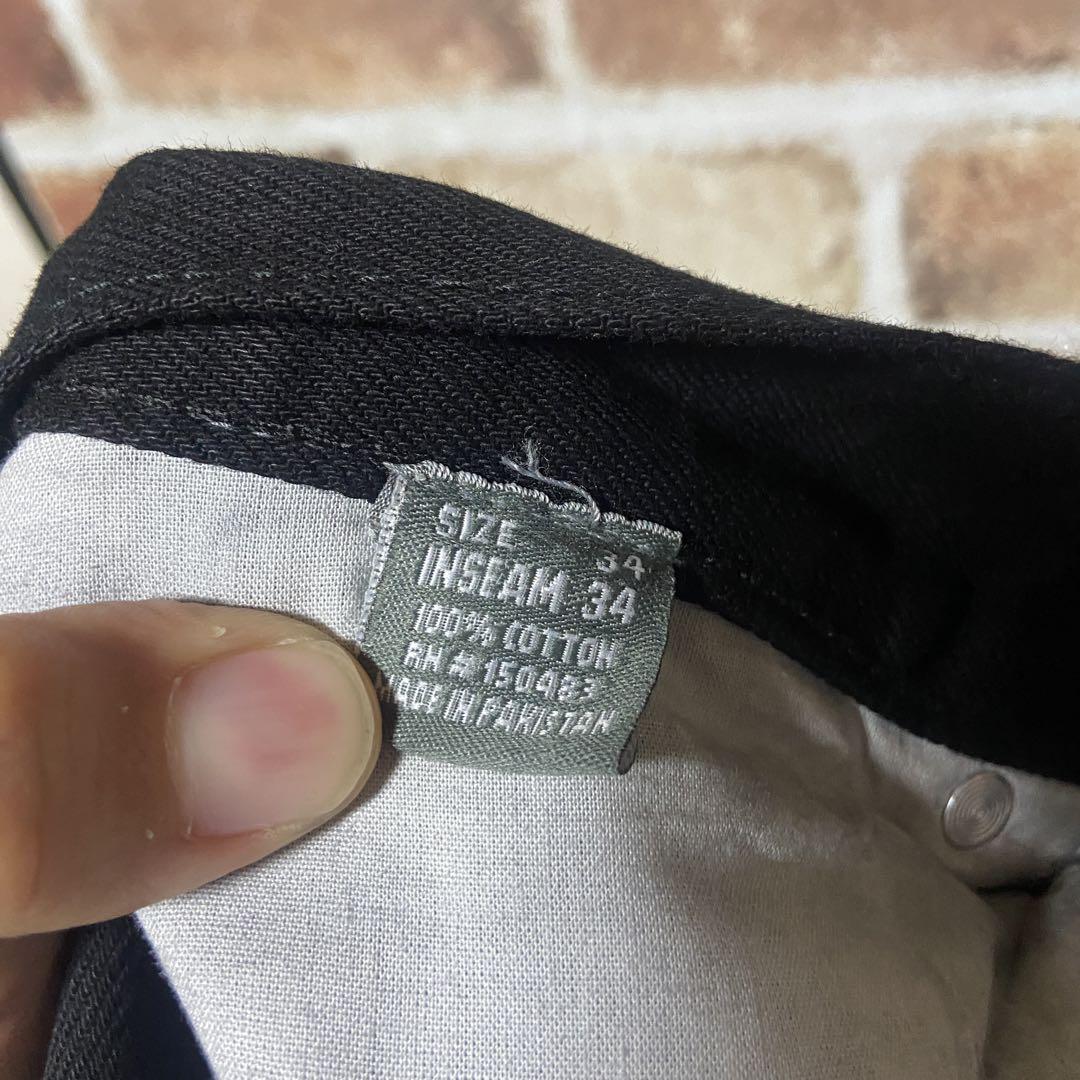 SIZE 34
INSEAM 34
100% COTTON
RN # 150483
MADE IN PAKISTAN